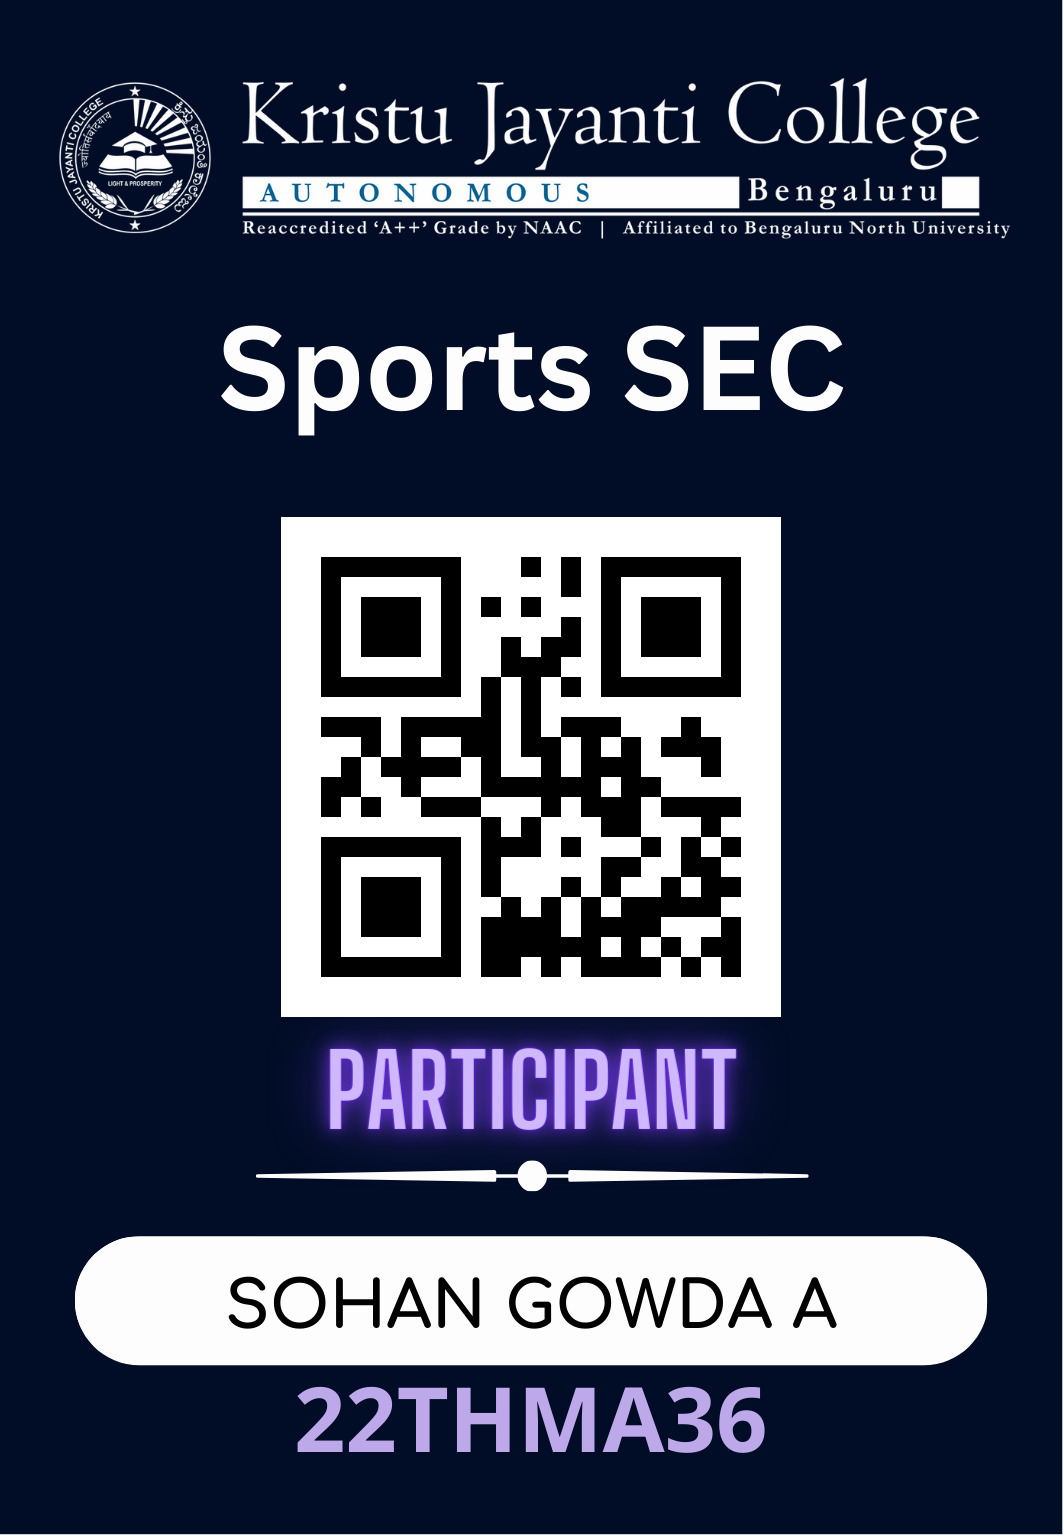 KRISTU JAYANTI COLLEGE
ज्योतिसंवादयाय
LIGHT & PROSPERITY
Kristu Jayanti College
AUTONOMOUS Bengaluru
Reaccredited ‘A++’ Grade by NAAC | Affiliated to Bengaluru North University
Sports SEC
PARTICIPANT
SOHAN GOWDA A
22THMA36